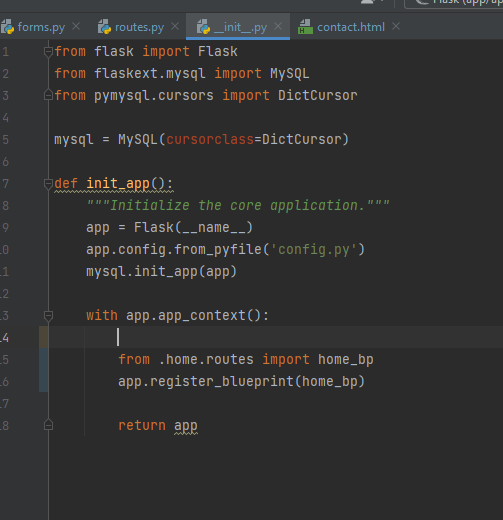 Flask (app/ap
forms.py routes.py __init__.py contact.html
1 from flask import Flask
2 from flaskext.mysql import MySQL
3 from pymysql.cursors import DictCursor
4
5 mysql = MySQL(cursorclass=DictCursor)
6
7 def init_app():
8 """Initialize the core application."""
9 app = Flask(__name__)
10 app.config.from_pyfile('config.py')
11 mysql.init_app(app)
12
13 with app.app_context():
14
15 from .home.routes import home_bp
16 app.register_blueprint(home_bp)
17
18 return app